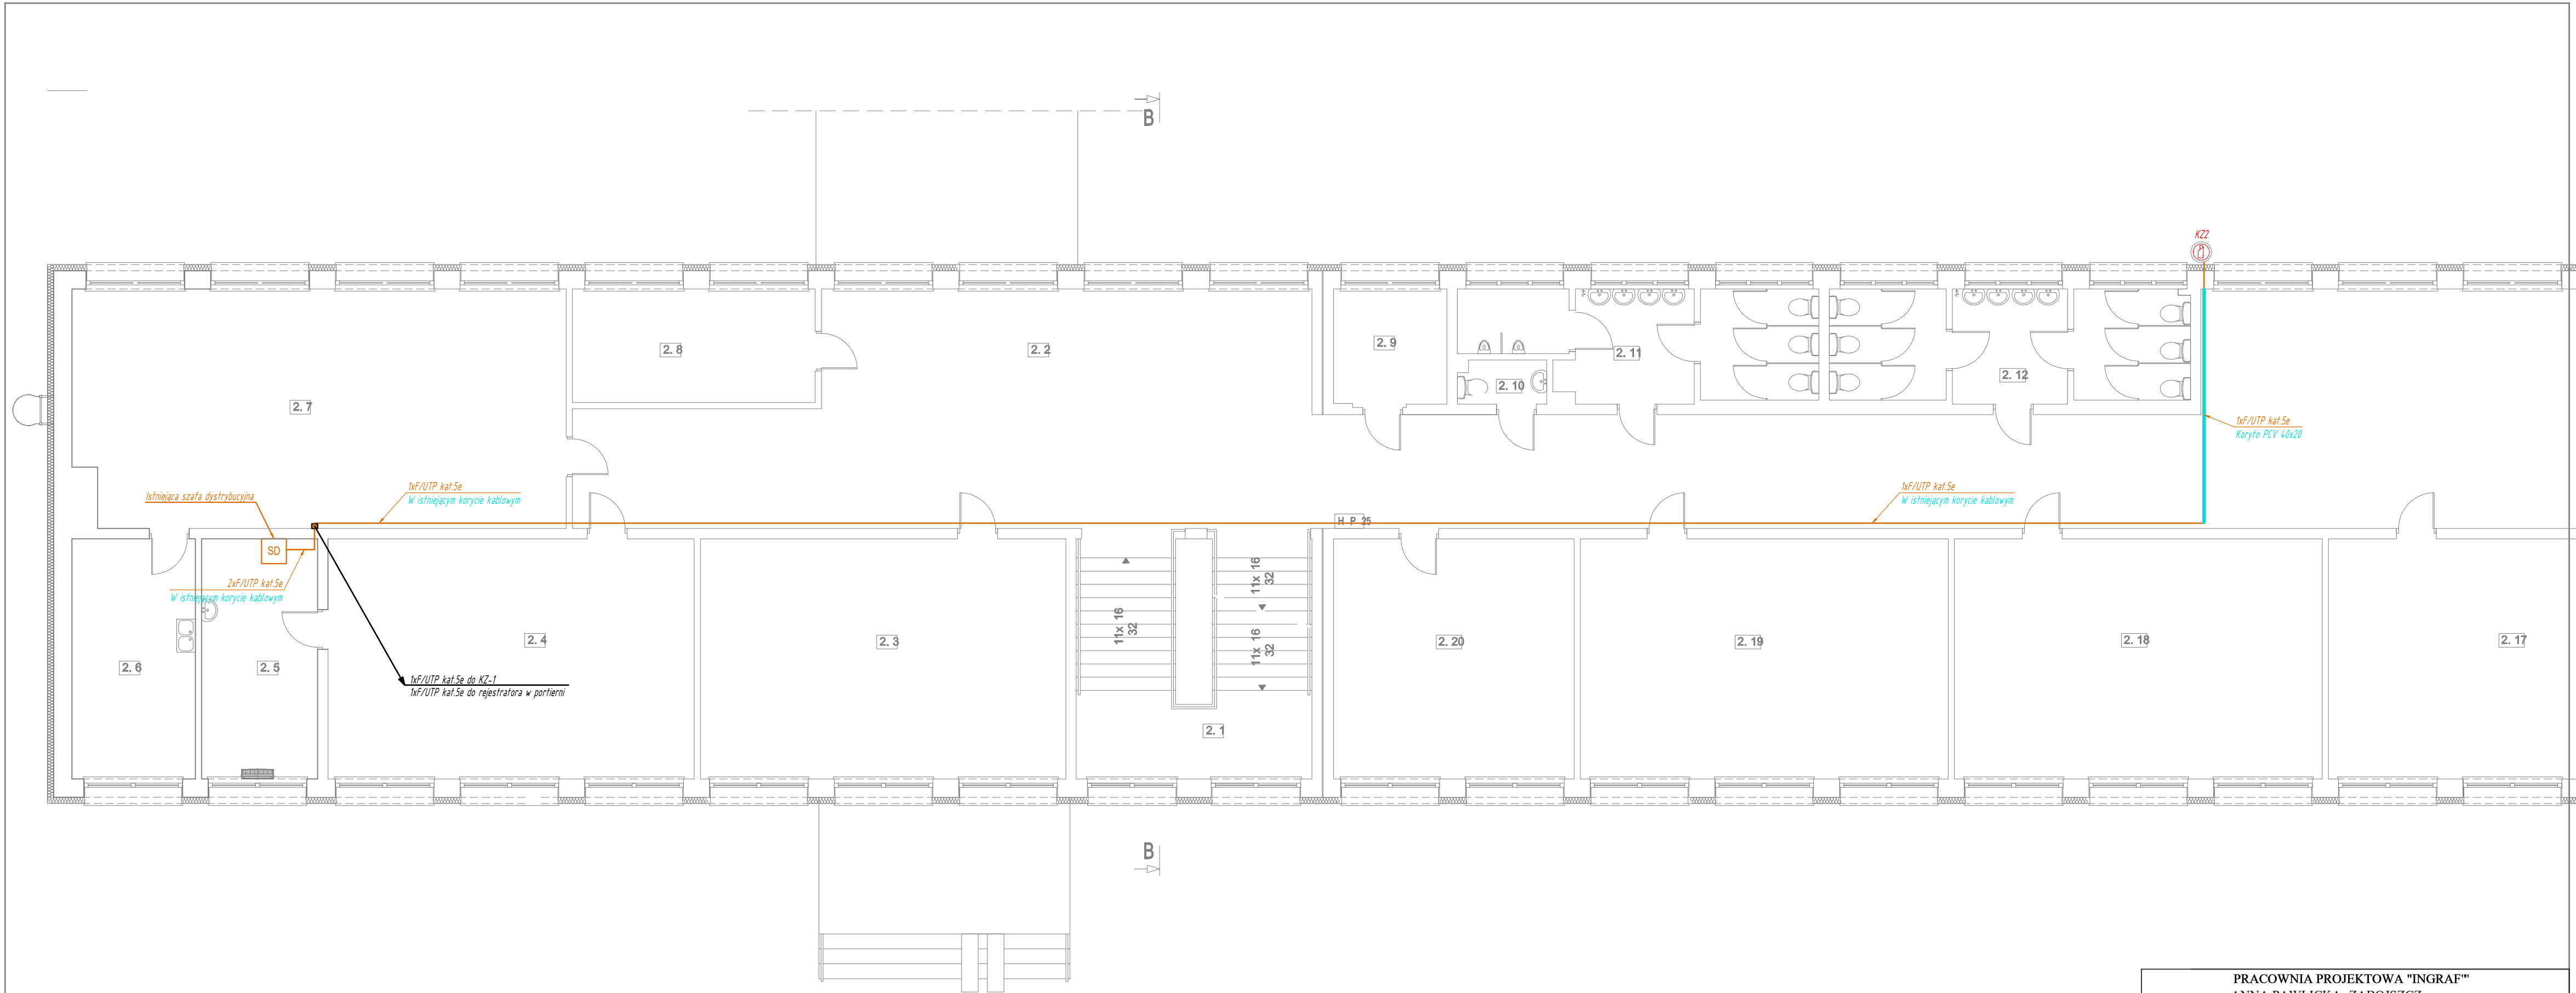 B
KZ2
2. 8
2. 2
2. 9
2. 11
2. 10
2. 12
2. 7
1xF/UTP kat.5e
Koryto PCV 40x20
Istniejąca szafa dystrybucyjna
1xF/UTP kat.5e
W istniejącym korycie kablowym
1xF/UTP kat.5e
W istniejącym korycie kablowym
H P 25
SD
2xF/UTP kat.5e
W istniejącym korycie kablowym
11x 16
32
11x 16
32
11x 16
32
2. 6
2. 5
2. 4
2. 3
2. 20
2. 19
2. 18
2. 17
1xF/UTP kat.5e do KZ-1
1xF/UTP kat.5e do rejestratora w portierni
2. 1
B
PRACOWNIA PROJEKTOWA "INGRAF""